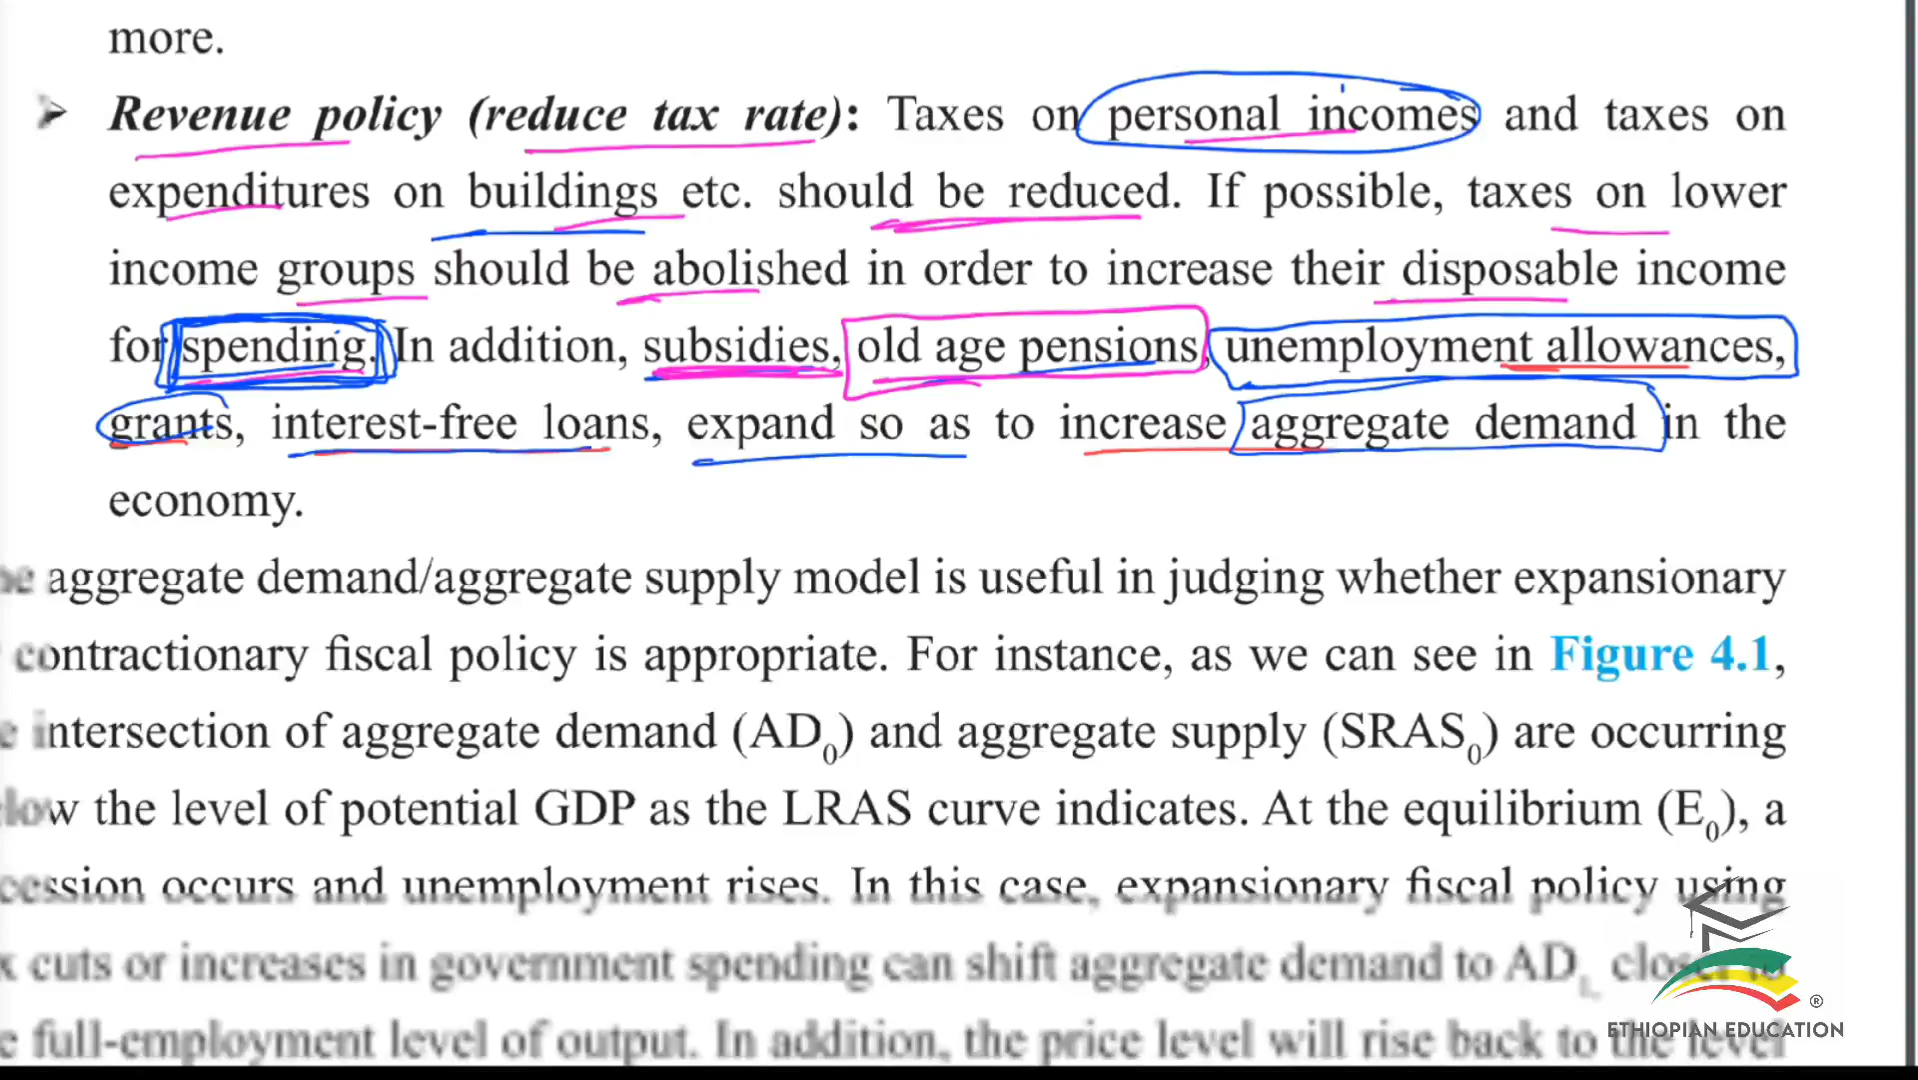 more.
➤ Revenue policy (reduce tax rate): Taxes on personal incomes and taxes on
expenditures on buildings etc. should be reduced. If possible, taxes on lower
income groups should be abolished in order to increase their disposable income
for spending. In addition, subsidies, old age pensions, unemployment allowances,
grants, interest-free loans, expand so as to increase aggregate demand in the
economy.
aggregate demand/aggregate supply model is useful in judging whether expansionary
contractionary fiscal policy is appropriate. For instance, as we can see in Figure 4.1,
intersection of aggregate demand (AD₀) and aggregate supply (SRAS₀) are occurring
the level of potential GDP as the LRAS curve indicates. At the equilibrium (E₀), a
occurs and unemployment rises. In this case, expansionary fiscal policy using
cuts or increases in government spending can shift aggregate demand to AD₁, closer to
full-employment level of output. In addition, the price level will rise back to the level
ETHIOPIAN EDUCATION
®